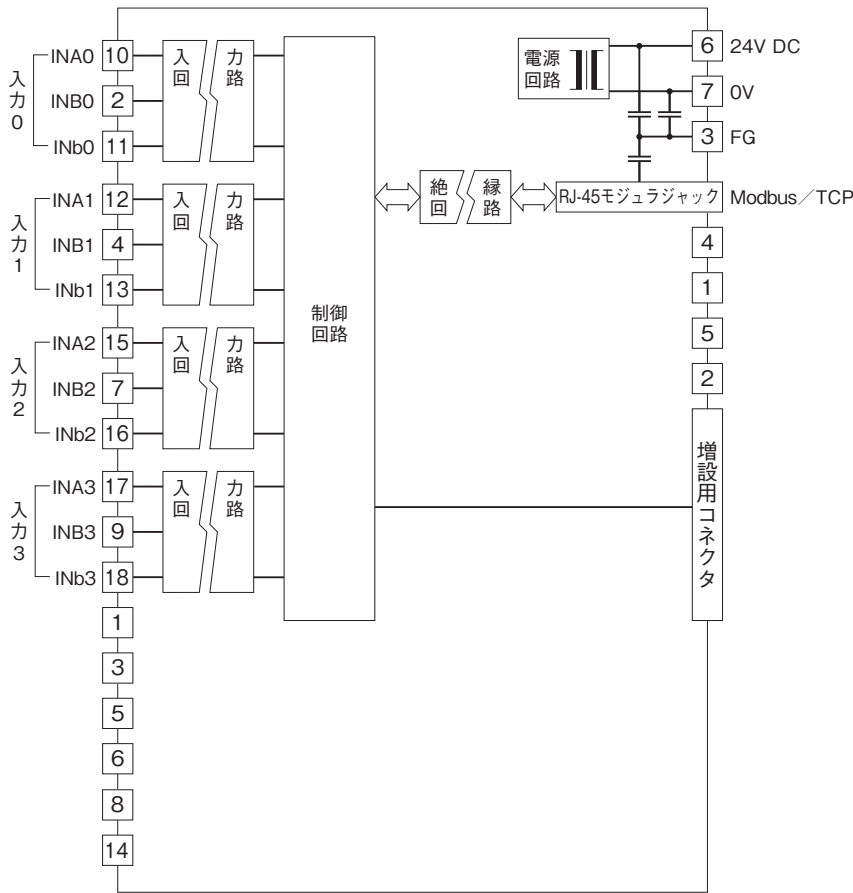 入力0
INA0 10
INB0 2
INb0 11
入 力
回 路
入力1
INA1 12
INB1 4
INb1 13
入 力
回 路
入力2
INA2 15
INB2 7
INb2 16
入 力
回 路
入力3
INA3 17
INB3 9
INb3 18
入 力
回 路
1
3
5
6
8
14
制御
回路
絶 縁
回 路
電源
回路
6 24V DC
7 0V
3 FG
RJ-45モジュラジャック Modbus／TCP
4
1
5
2
増設用コネクタ